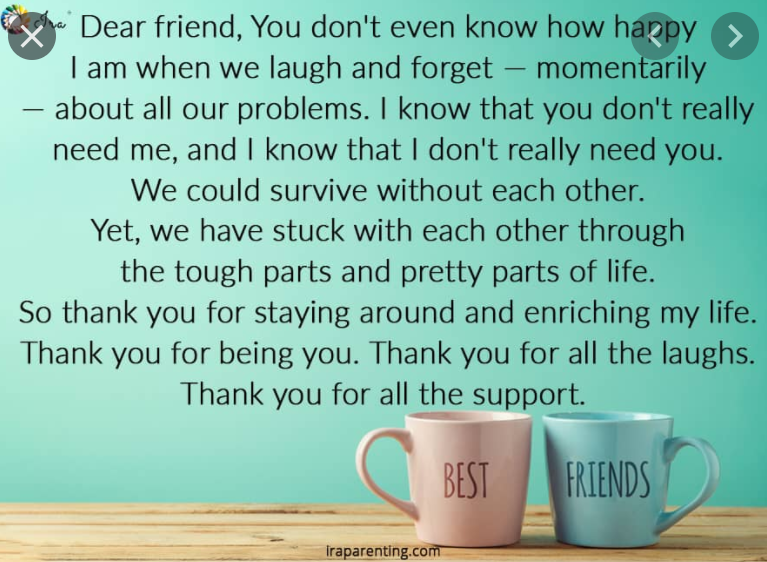 Ira
Dear friend, You don't even know how happy
I am when we laugh and forget — momentarily
— about all our problems. I know that you don't really
need me, and I know that I don't really need you.
We could survive without each other.
Yet, we have stuck with each other through
the tough parts and pretty parts of life.
So thank you for staying around and enriching my life.
Thank you for being you. Thank you for all the laughs.
Thank you for all the support.
BEST FRIENDS
iraparenting.com